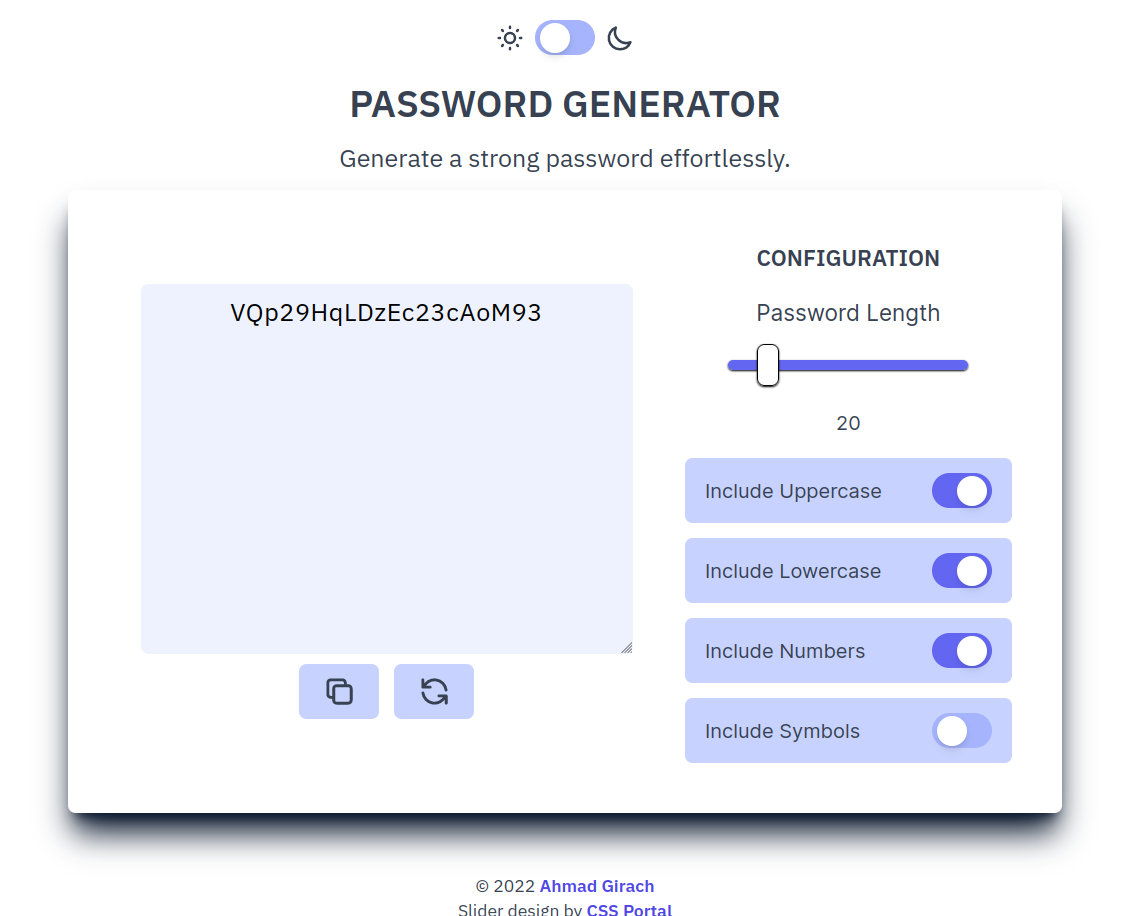 PASSWORD GENERATOR
Generate a strong password effortlessly.
VQp29HqLDzEc23cAoM93
CONFIGURATION
Password Length
20
Include Uppercase
Include Lowercase
Include Numbers
Include Symbols
© 2022 Ahmad Girach
Slider design by CSS Portal